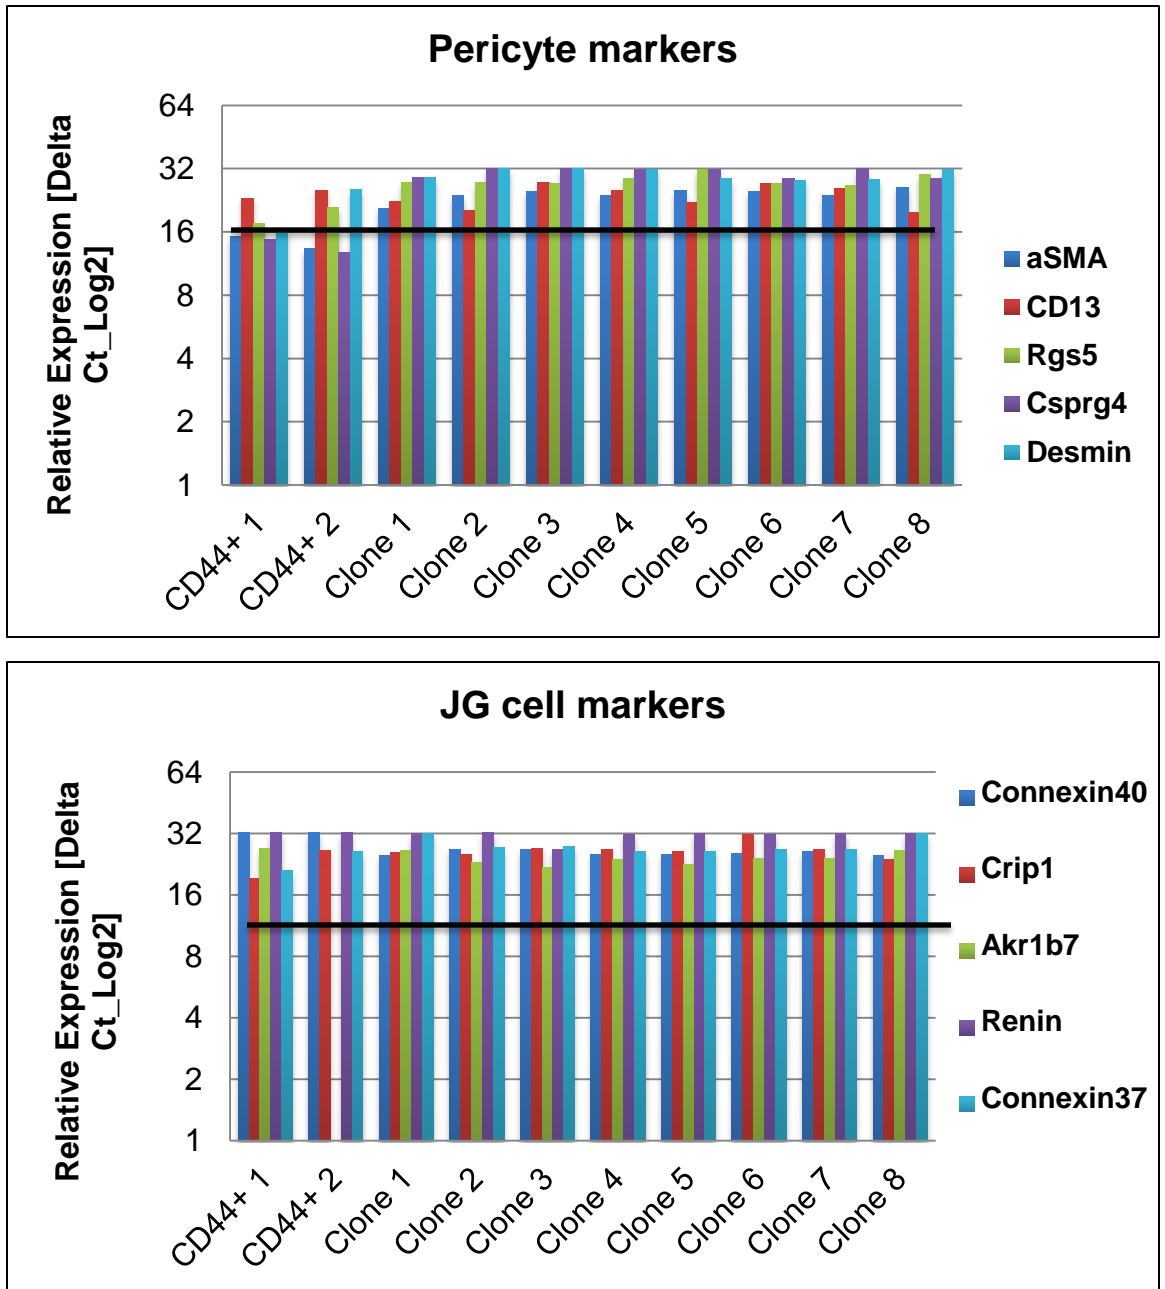 Pericyte markers
Relative Expression [Delta
Ct_Log2]
64
32
16
8
4
2
1
CD44+ 1
CD44+ 2
Clone 1
Clone 2
Clone 3
Clone 4
Clone 5
Clone 6
Clone 7
Clone 8
aSMA
CD13
Rgs5
Csprg4
Desmin
JG cell markers
Relative Expression [Delta
Ct_Log2]
64
32
16
8
4
2
1
CD44+ 1
CD44+ 2
Clone 1
Clone 2
Clone 3
Clone 4
Clone 5
Clone 6
Clone 7
Clone 8
Connexin40
Crip1
Akr1b7
Renin
Connexin37